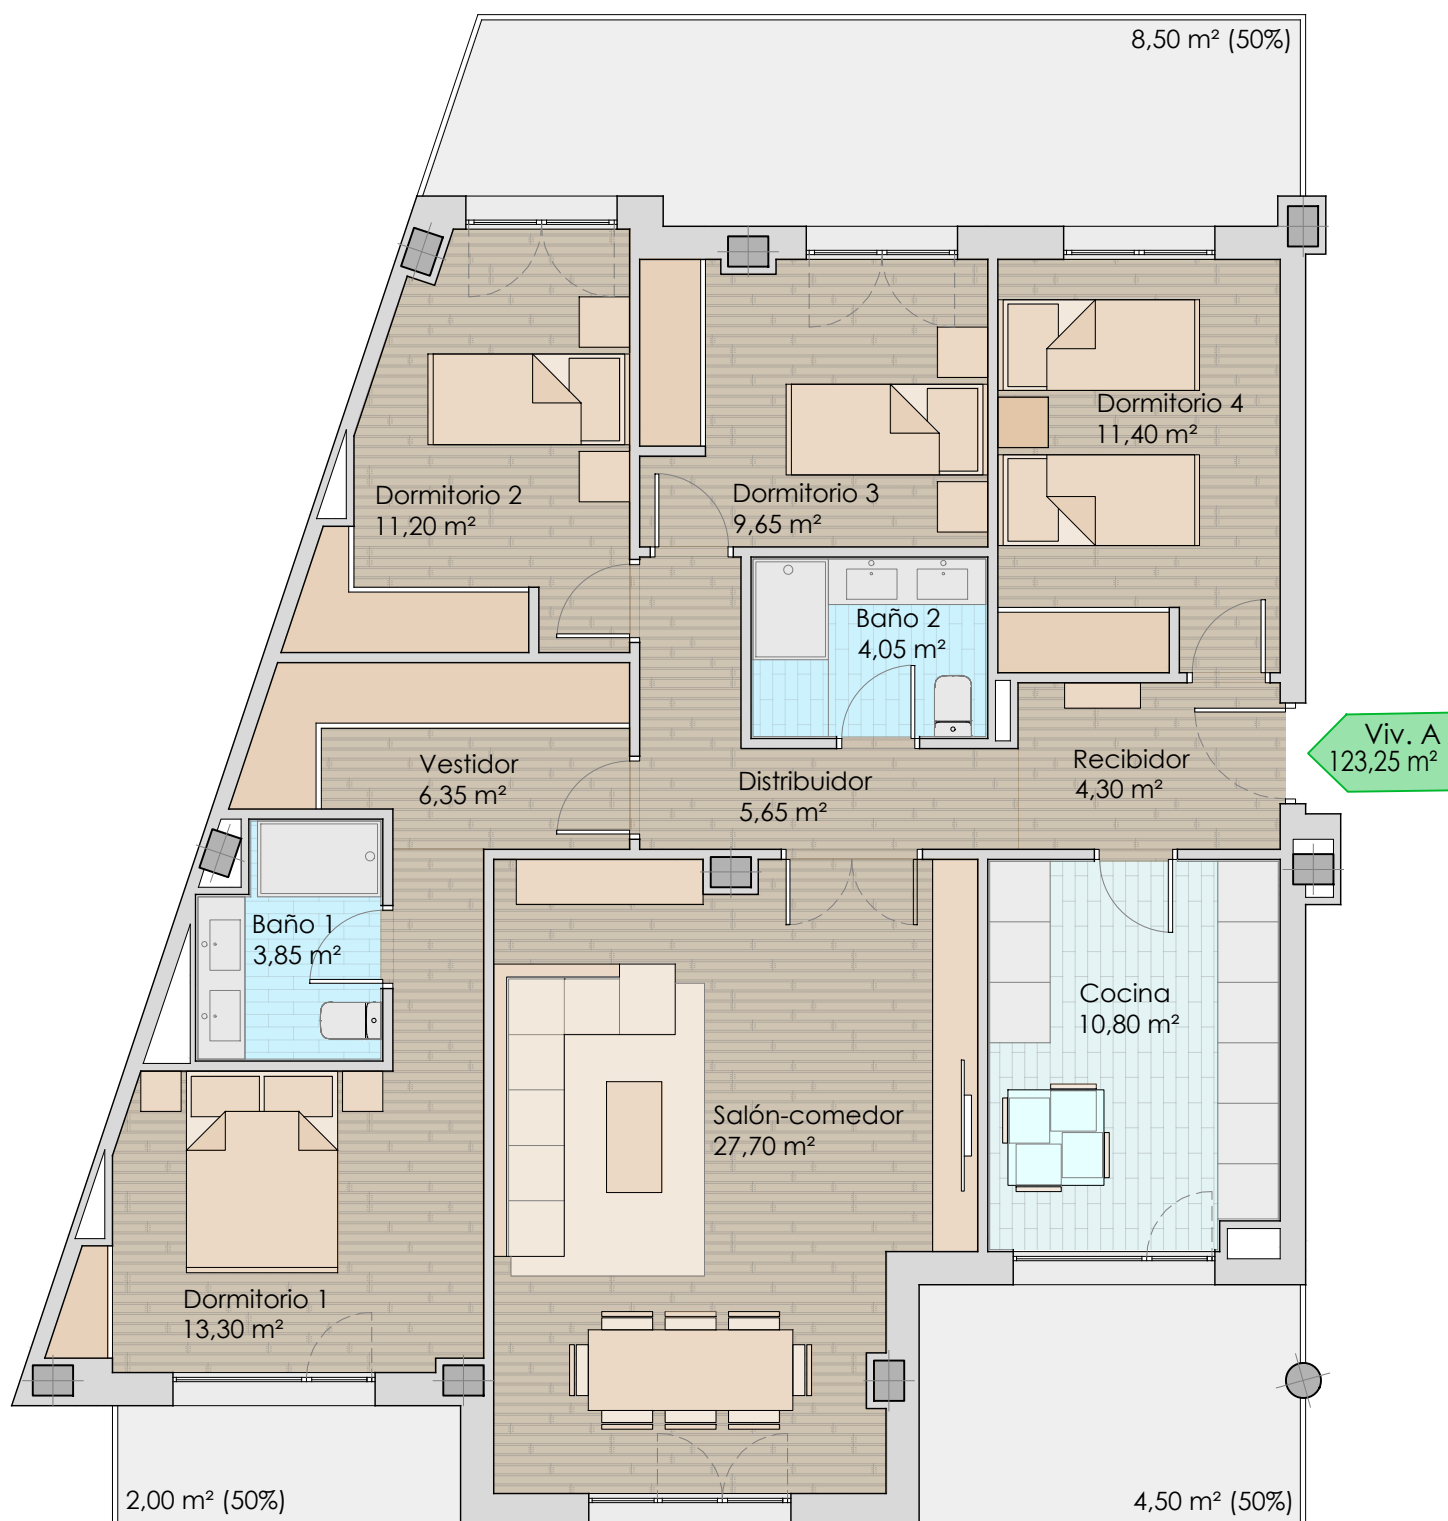 8,50 m² (50%)
Dormitorio 4
11,40 m²
Dormitorio 2
11,20 m²
Dormitorio 3
9,65 m²
Baño 2
4,05 m²
Viv. A
123,25 m²
Vestidor
6,35 m²
Distribuidor
5,65 m²
Recibidor
4,30 m²
Baño 1
3,85 m²
Cocina
10,80 m²
Salón-comedor
27,70 m²
Dormitorio 1
13,30 m²
2,00 m² (50%)
4,50 m² (50%)